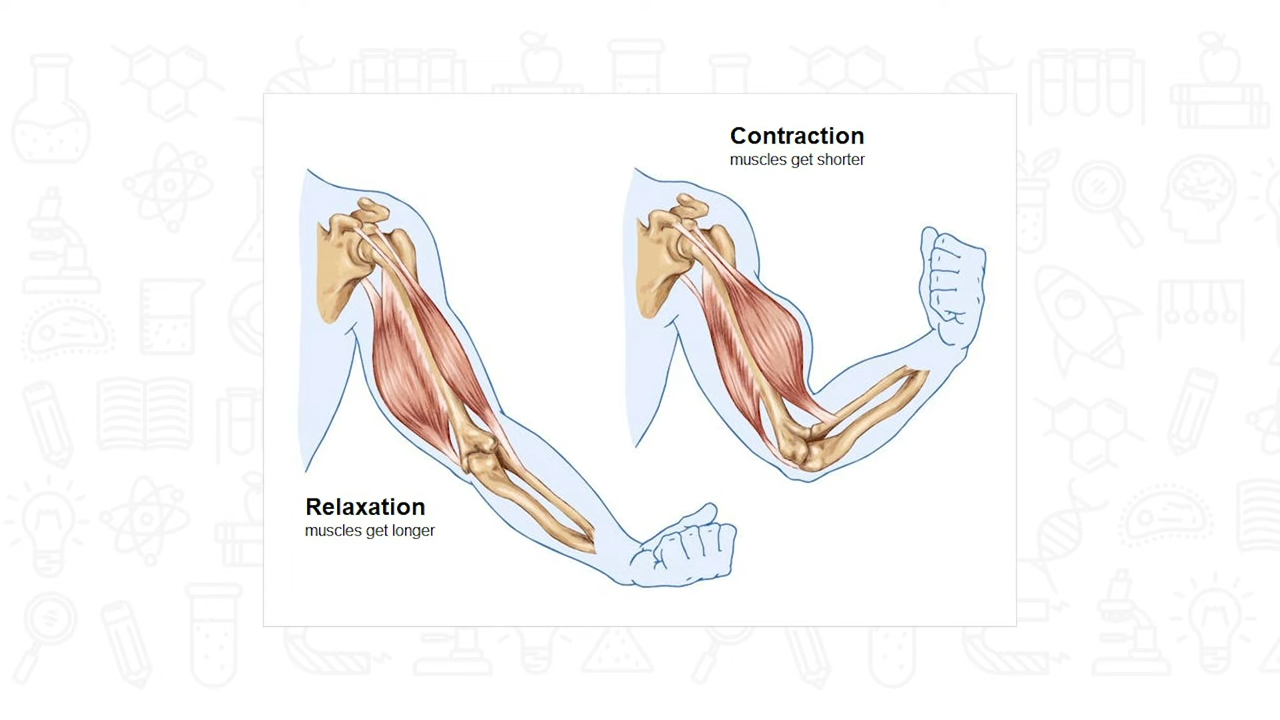 Contraction
muscles get shorter
Relaxation
muscles get longer